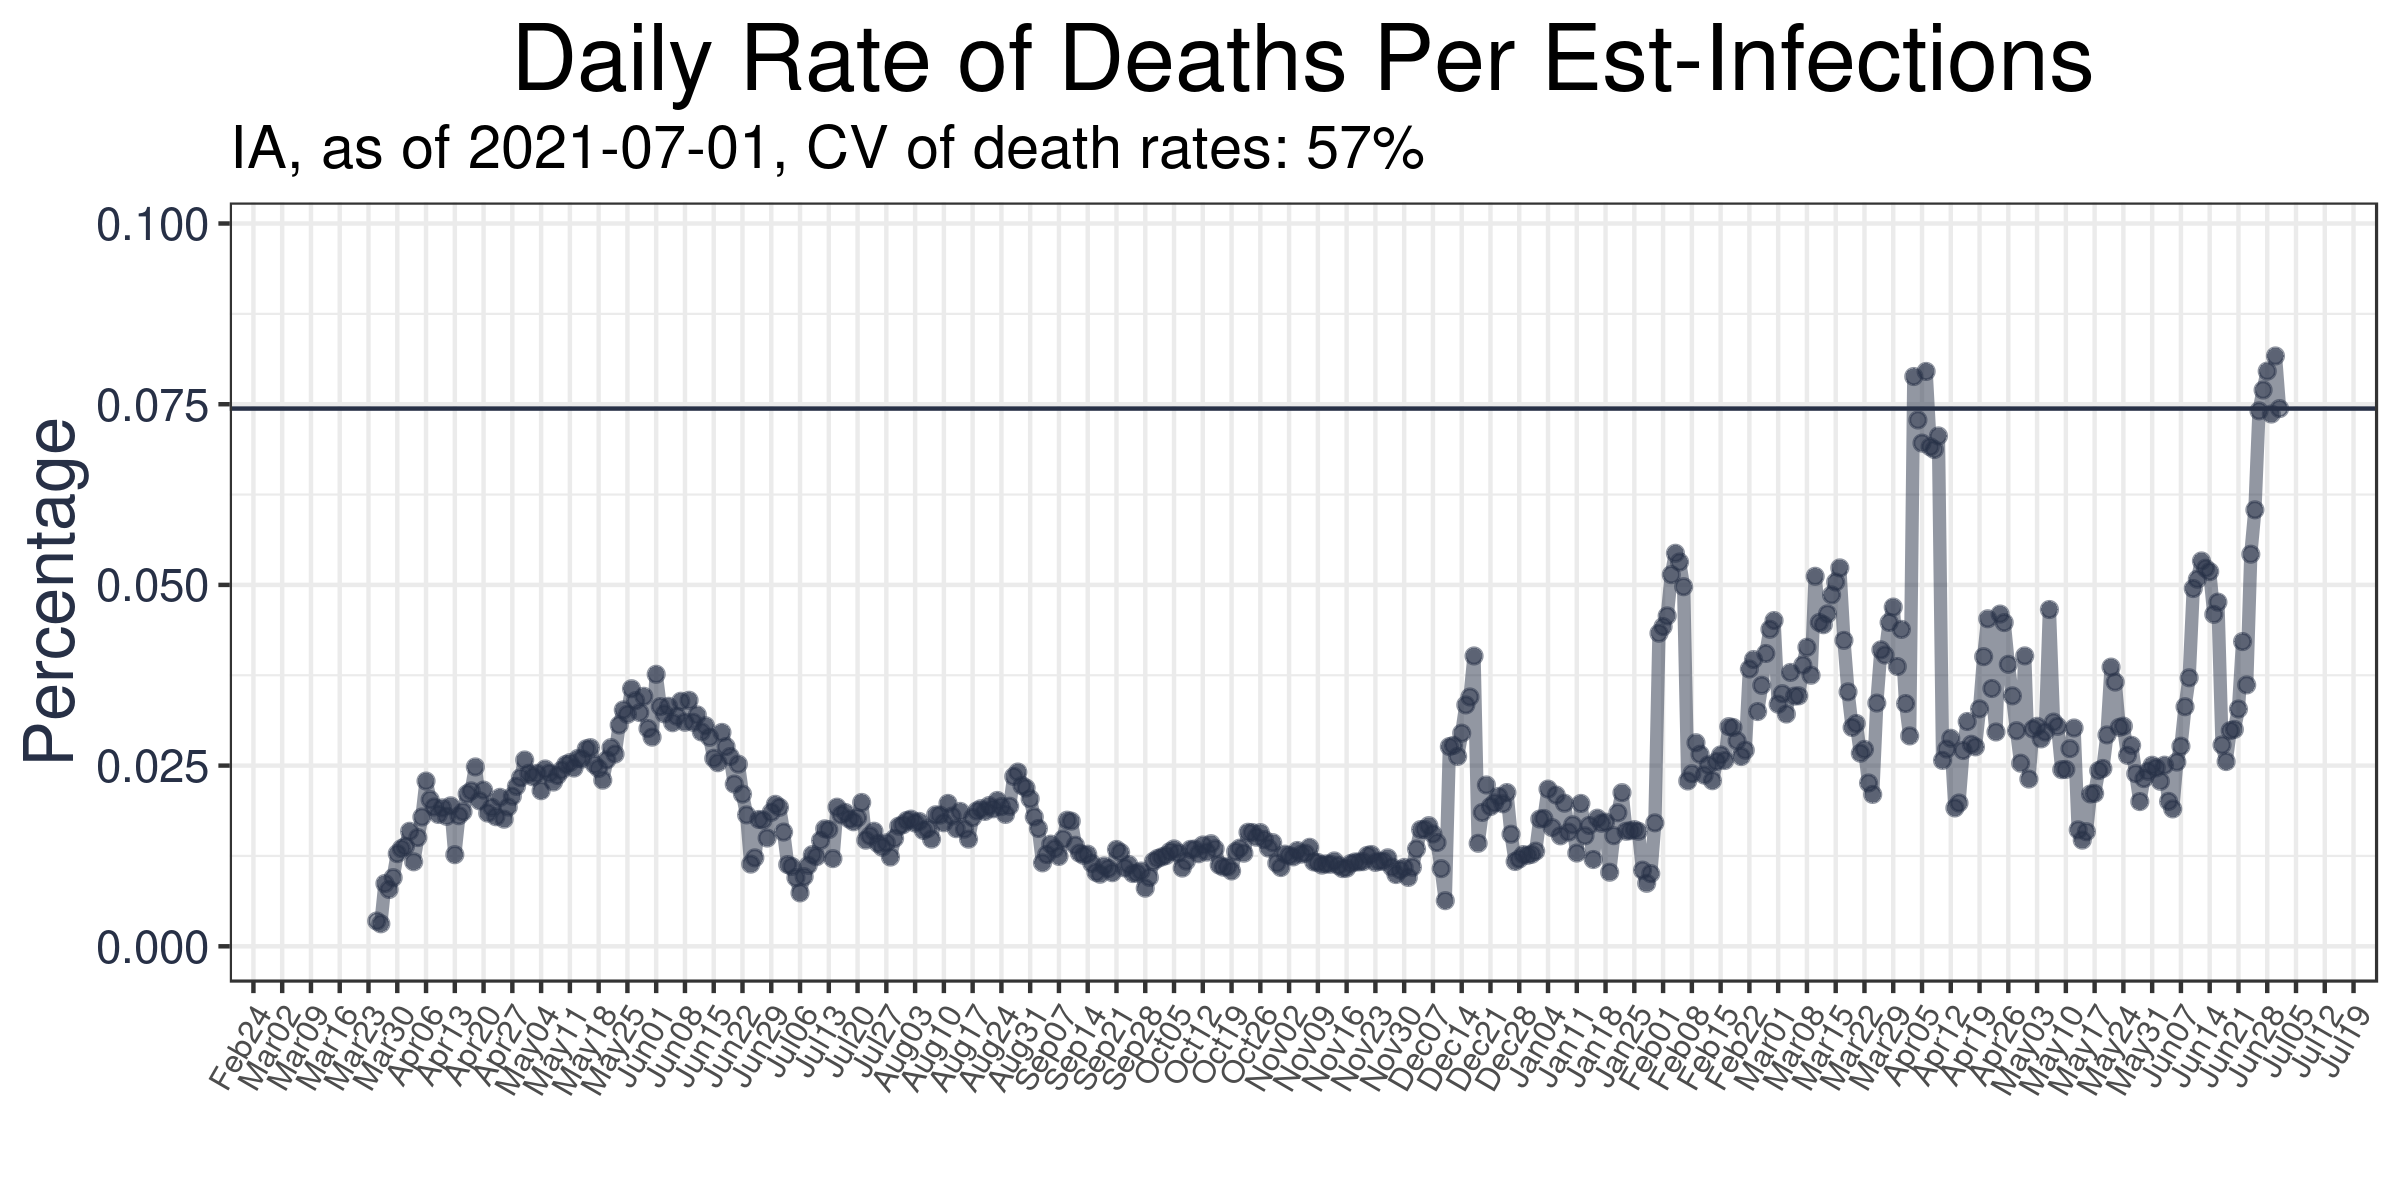 Daily Rate of Deaths Per Est-Infections
IA, as of 2021-07-01, CV of death rates: 57%
Percentage
0.100
0.075
0.050
0.025
0.000
Feb24
Mar02
Mar09
Mar16
Mar23
Mar30
Apr06
Apr13
Apr20
Apr27
May04
May11
May18
May25
Jun01
Jun08
Jun15
Jun22
Jun29
Jul06
Jul13
Jul20
Jul27
Aug03
Aug10
Aug17
Aug24
Aug31
Sep07
Sep14
Sep21
Sep28
Oct05
Oct12
Oct19
Oct26
Nov02
Nov09
Nov16
Nov23
Nov30
Dec07
Dec14
Dec21
Dec28
Jan04
Jan11
Jan18
Jan25
Feb01
Feb08
Feb15
Feb22
Mar01
Mar08
Mar15
Mar22
Mar29
Apr05
Apr12
Apr19
Apr26
May03
May10
May17
May24
May31
Jun07
Jun14
Jun21
Jun28
Jul05
Jul12
Jul19